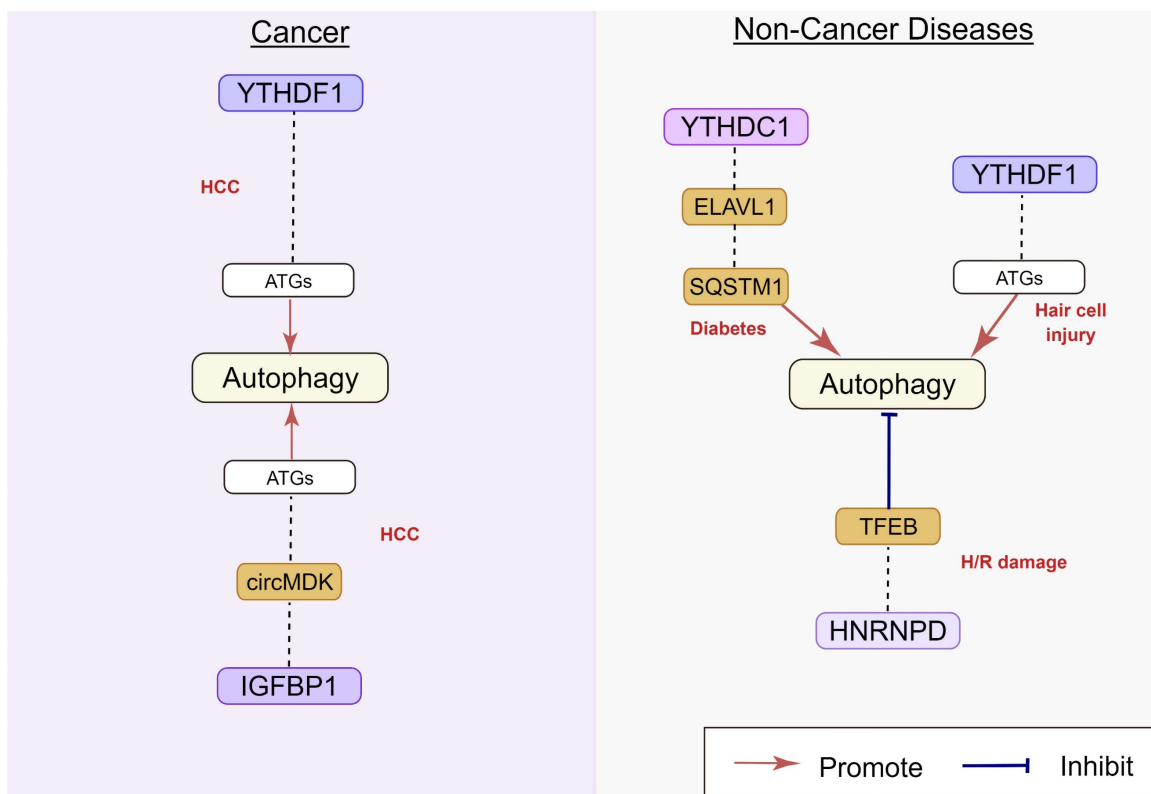 Cancer
YTHDF1
HCC
ATGs
Autophagy
ATGs
HCC
circMDK
IGFBP1
Non-Cancer Diseases
YTHDC1
ELAVL1
SQSTM1
Diabetes
YTHDF1
ATGs
Hair cell
injury
Autophagy
TFEB
H/R damage
HNRNPD
Promote
Inhibit